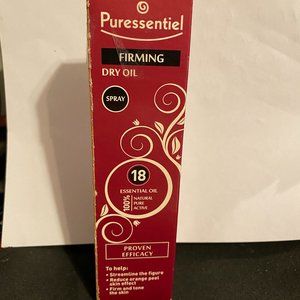 Puressentiel
FIRMING
DRY OIL
SPRAY
18
ESSENTIAL OIL
100%
NATURAL
PURE
ACTIVE
PROVEN
EFFICACY
To help:
• Streamline the figure
• Reduce orange peel
skin effect
• Firm and tone
the skin